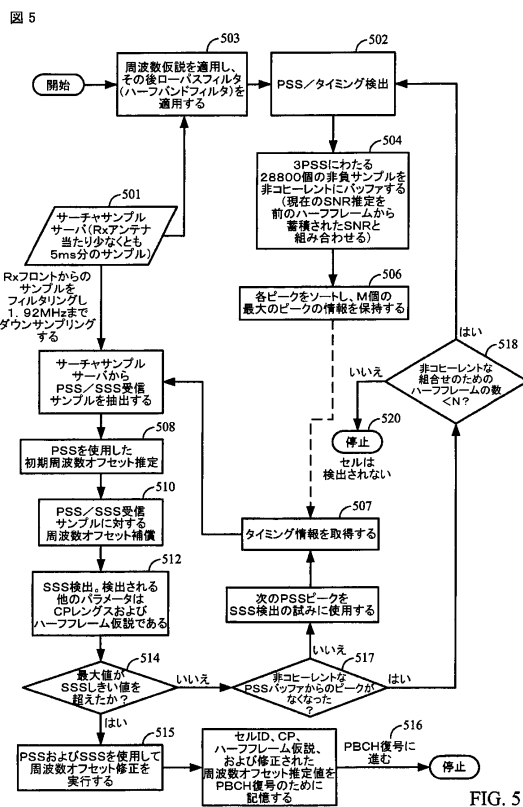 図 5
503
周波数仮説を適用し、
その後ローパスフィルタ
(ハーフバンドフィルタ)を
適用する
502
PSS／タイミング検出
開始
504
3PSSにわたる
28800個の非負サンプルを
非コヒーレントにバッファする
(現在のSNR推定を
前のハーフフレームから
蓄積されたSNRと
組み合わせる)
501
サーチャサンプル
サーバ(Rxアンテナ
当たり少なくとも
5ms分のサンプル)
Rxフロントからの
サンプルを
フィルタリングし
1. 92MHzまで
ダウンサンプリング
する
506
各ピークをソートし、M個の
最大のピークの情報を保持する
はい
518
非コヒーレントな
組合せのための
ハーフフレームの数
<N?
いいえ
520
停止
セルは
検出されない
サーチャサンプル
サーバから
PSS／SSS受信
サンプルを抽出する
508
PSSを使用した
初期周波数オフセット推定
510
PSS／SSS受信
サンプルに対する
周波数オフセット補償
507
タイミング情報を取得する
512
SSS検出。検出される
他のパラメータは
CPレングスおよび
ハーフフレーム仮説である
次のPSSピークを
SSS検出の試みに使用する
いいえ
514
最大値が
SSSしきい値を
超えたか?
いいえ
517
非コヒーレントな
PSSバッファからのピークが
なくなった
?
はい
はい
515
PSSおよびSSSを使用して
周波数オフセット修正を
実行する
セルID、CP、
ハーフフレーム仮説、
および修正された
周波数オフセット推定値を
PBCH復号のために
記憶する
516
PBCH復号に
進む
停止
FIG. 5